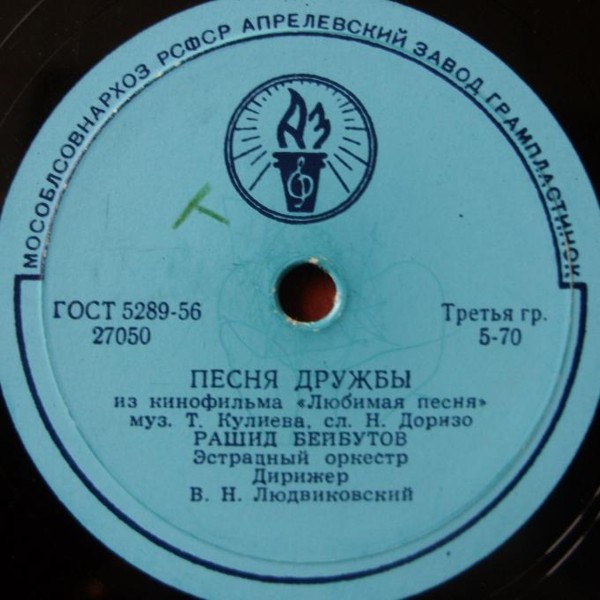 МОСОБЛСОВНАРХОЗ РСФСР АПРЕЛЕВСКИЙ ЗАВОД ГРАМПЛАСТИНОК
АЗ
ГОСТ 5289-56
27050
Третья гр.
5-70
ПЕСНЯ ДРУЖБЫ
из кинофильма «Любимая песня»
муз. Т. Кулиева, сл. Н. Доризо
РАШИД БЕЙБУТОВ
Эстрадный оркестр
Дирижер
В. Н. Людвиковский